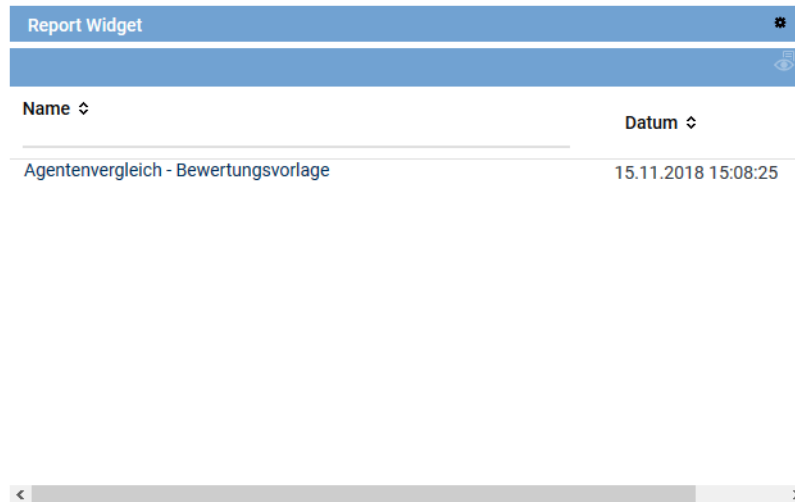 Report Widget
Name
Datum
Agentenvergleich - Bewertungsvorlage
15.11.2018 15:08:25